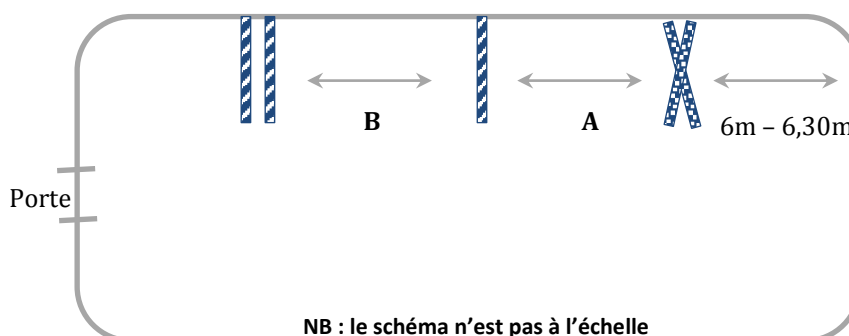 B
A
6m – 6,30m
Porte
NB : le schéma n'est pas à l'échelle